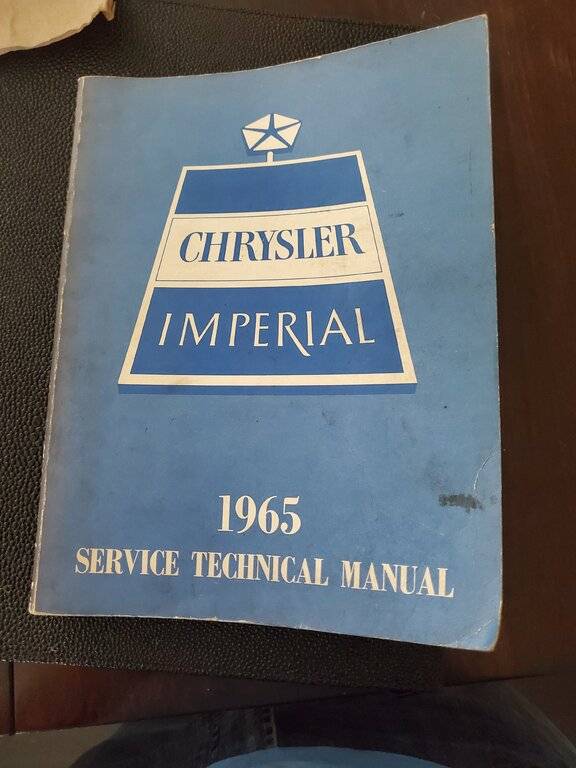 CHRYSLER
IMPERIAL
1965
SERVICE TECHNICAL MANUAL